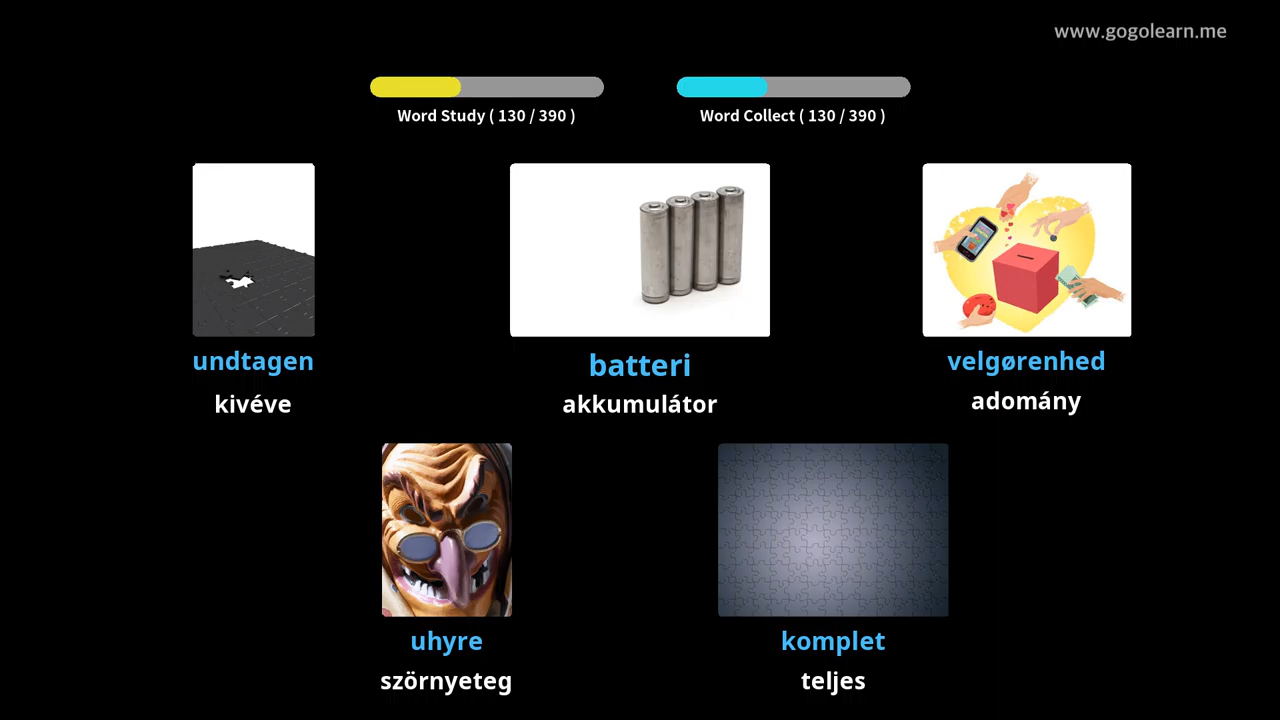 www.gogolearn.me
Word Study ( 130 / 390 )
Word Collect ( 130 / 390 )
undtagen
kivéve
batteri
akkumulátor
velgørenhed
adomány
uhyre
szörnyeteg
komplet
teljes